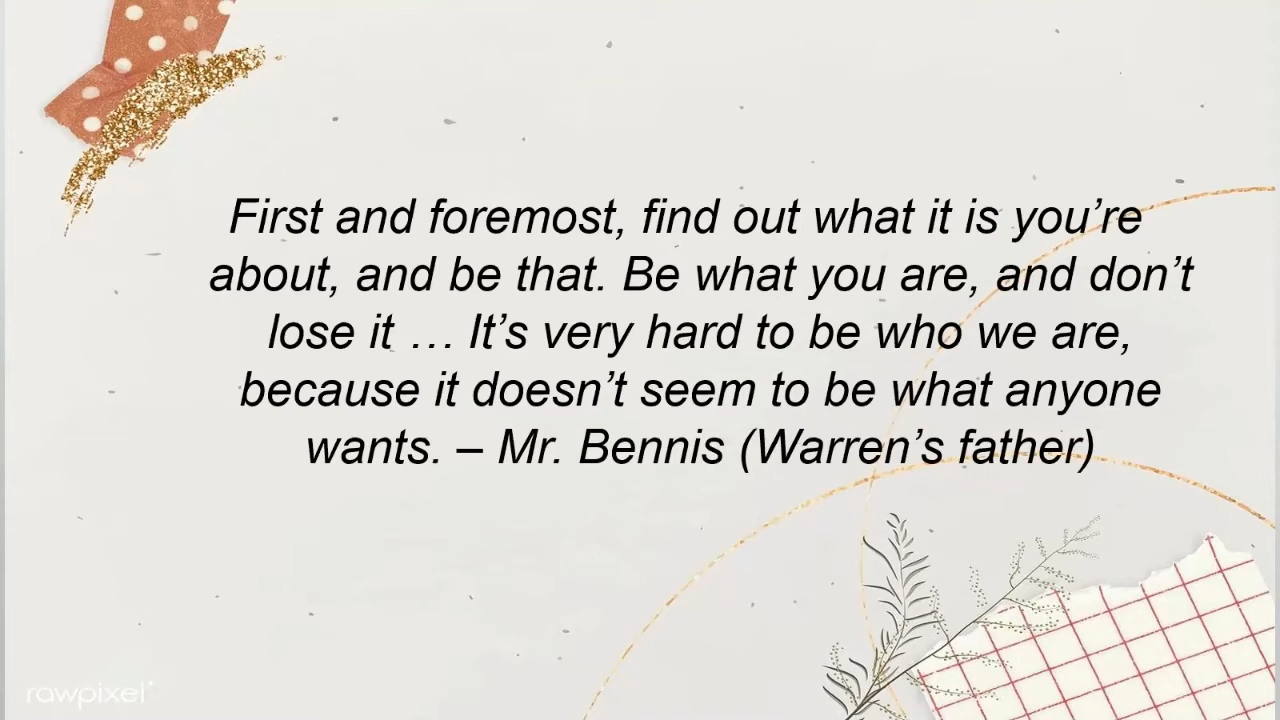 First and foremost, find out what it is you’re
about, and be that. Be what you are, and don’t
lose it … It’s very hard to be who we are,
because it doesn’t seem to be what anyone
wants. – Mr. Bennis (Warren’s father)
rawpixel